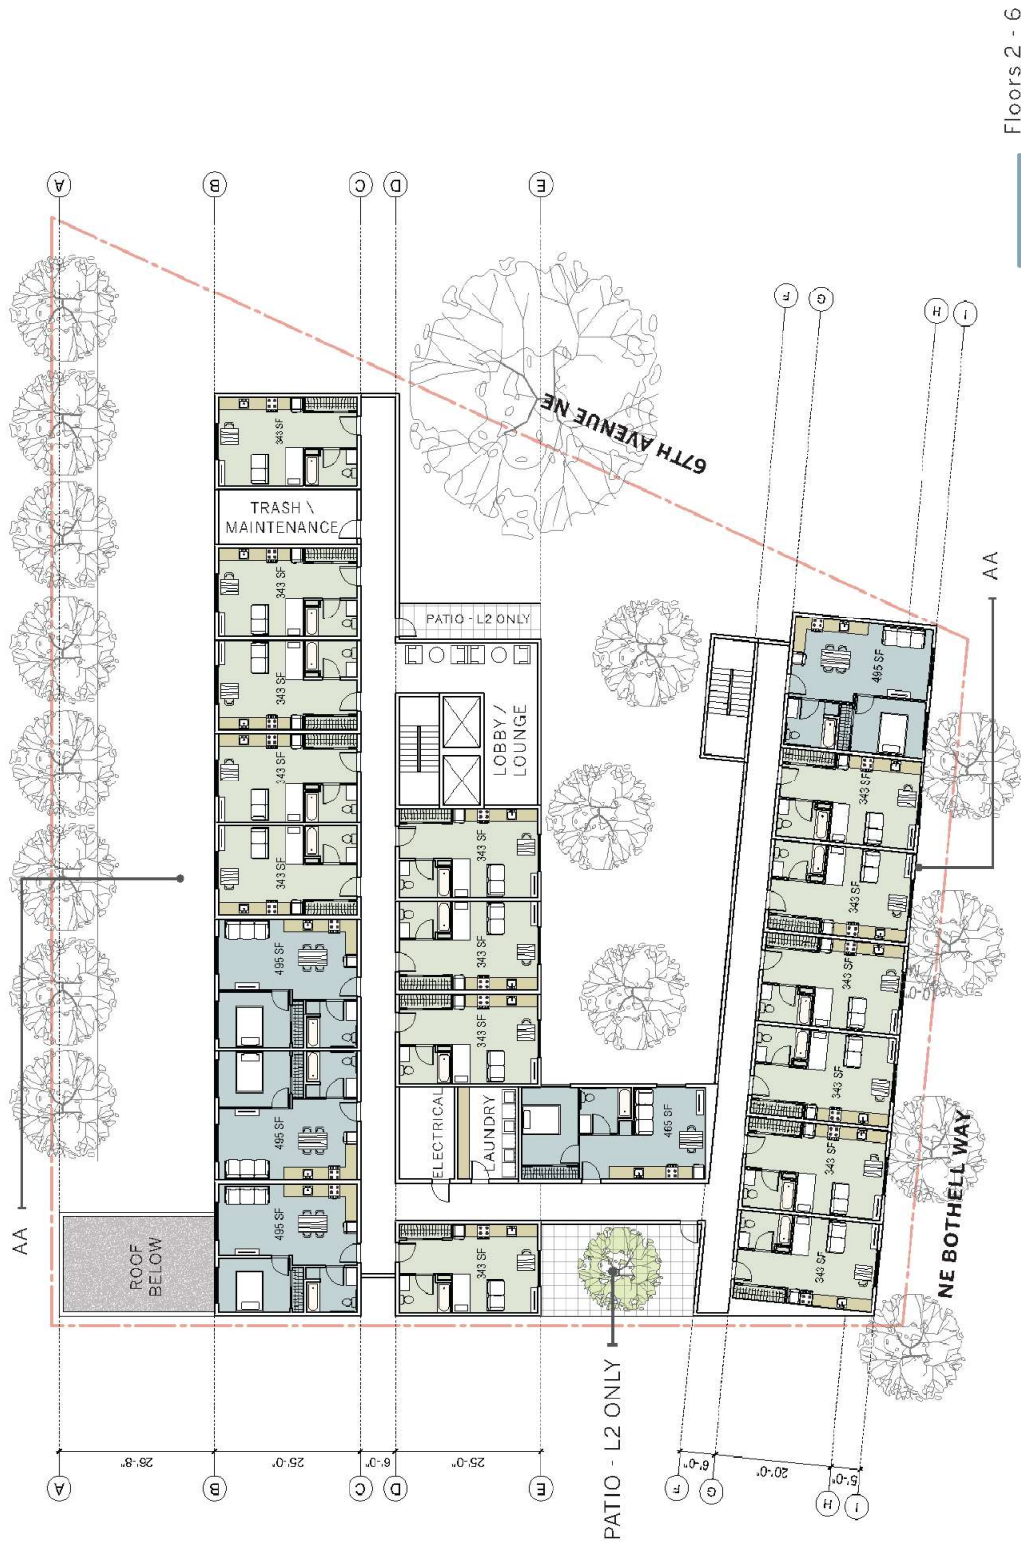 Floors 2 - 6
A
B
C
D
E
F
G
H
I
343 SF
TRASH \
MAINTENANCE
343 SF
343 SF
343 SF
343 SF
495 SF
495 SF
495 SF
ROOF
BELOW
AA
PATIO - L2 ONLY
LOBBY /
LOUNGE
343 SF
343 SF
343 SF
ELECTRICAL
LAUNDRY
465 SF
343 SF
PATIO - L2 ONLY
67TH AVENUE NE
495 SF
343 SF
343 SF
343 SF
343 SF
343 SF
343 SF
AA
NE BOTHELL WAY
26'-8"
25'-0"
6'-0"
25'-0"
6'-0"
20'-0"
5'-0"
A
B
C
D
E
F
G
H
I